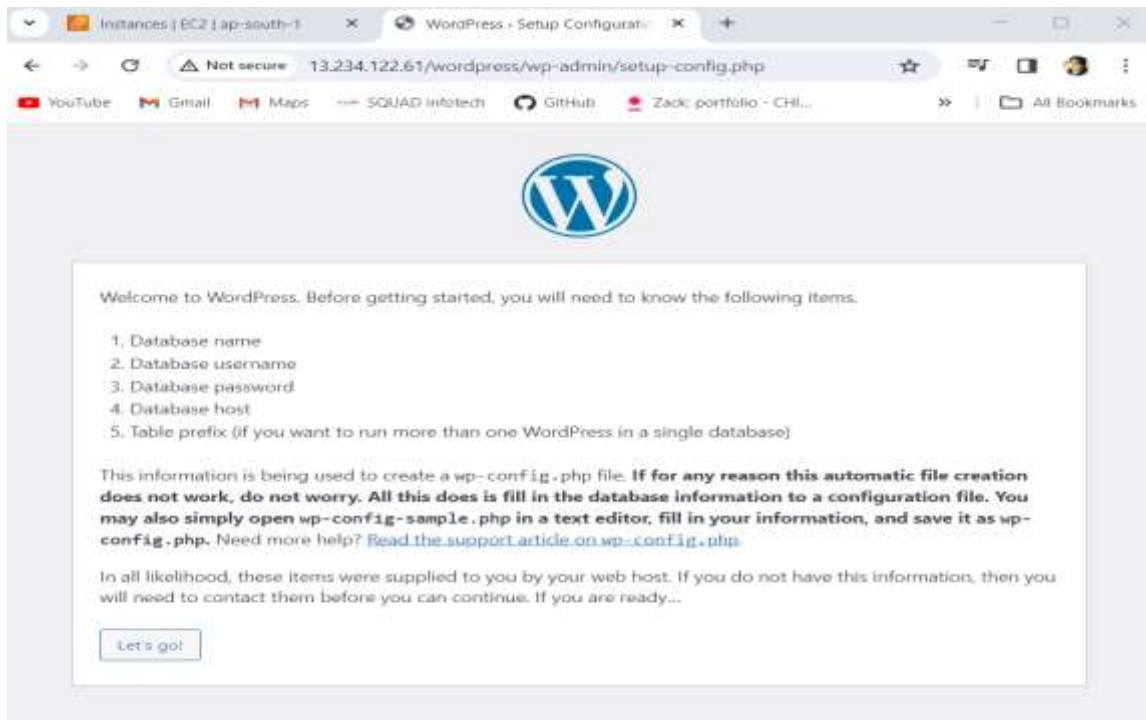 Instances | EC2 | ap-south-1
WordPress › Setup Configurati
Not secure 13.234.122.61/wordpress/wp-admin/setup-config.php
YouTube Gmail Maps SQUAD Infotech GitHub Zack: portfolio - CHI... » All Bookmarks
Welcome to WordPress. Before getting started, you will need to know the following items.
1. Database name
2. Database username
3. Database password
4. Database host
5. Table prefix (if you want to run more than one WordPress in a single database)
This information is being used to create a wp-config.php file. If for any reason this automatic file creation
does not work, do not worry. All this does is fill in the database information to a configuration file. You
may also simply open wp-config-sample.php in a text editor, fill in your information, and save it as wp-
config.php. Need more help? Read the support article on wp-config.php.
In all likelihood, these items were supplied to you by your web host. If you do not have this information, then you
will need to contact them before you can continue. If you are ready...
Let's go!